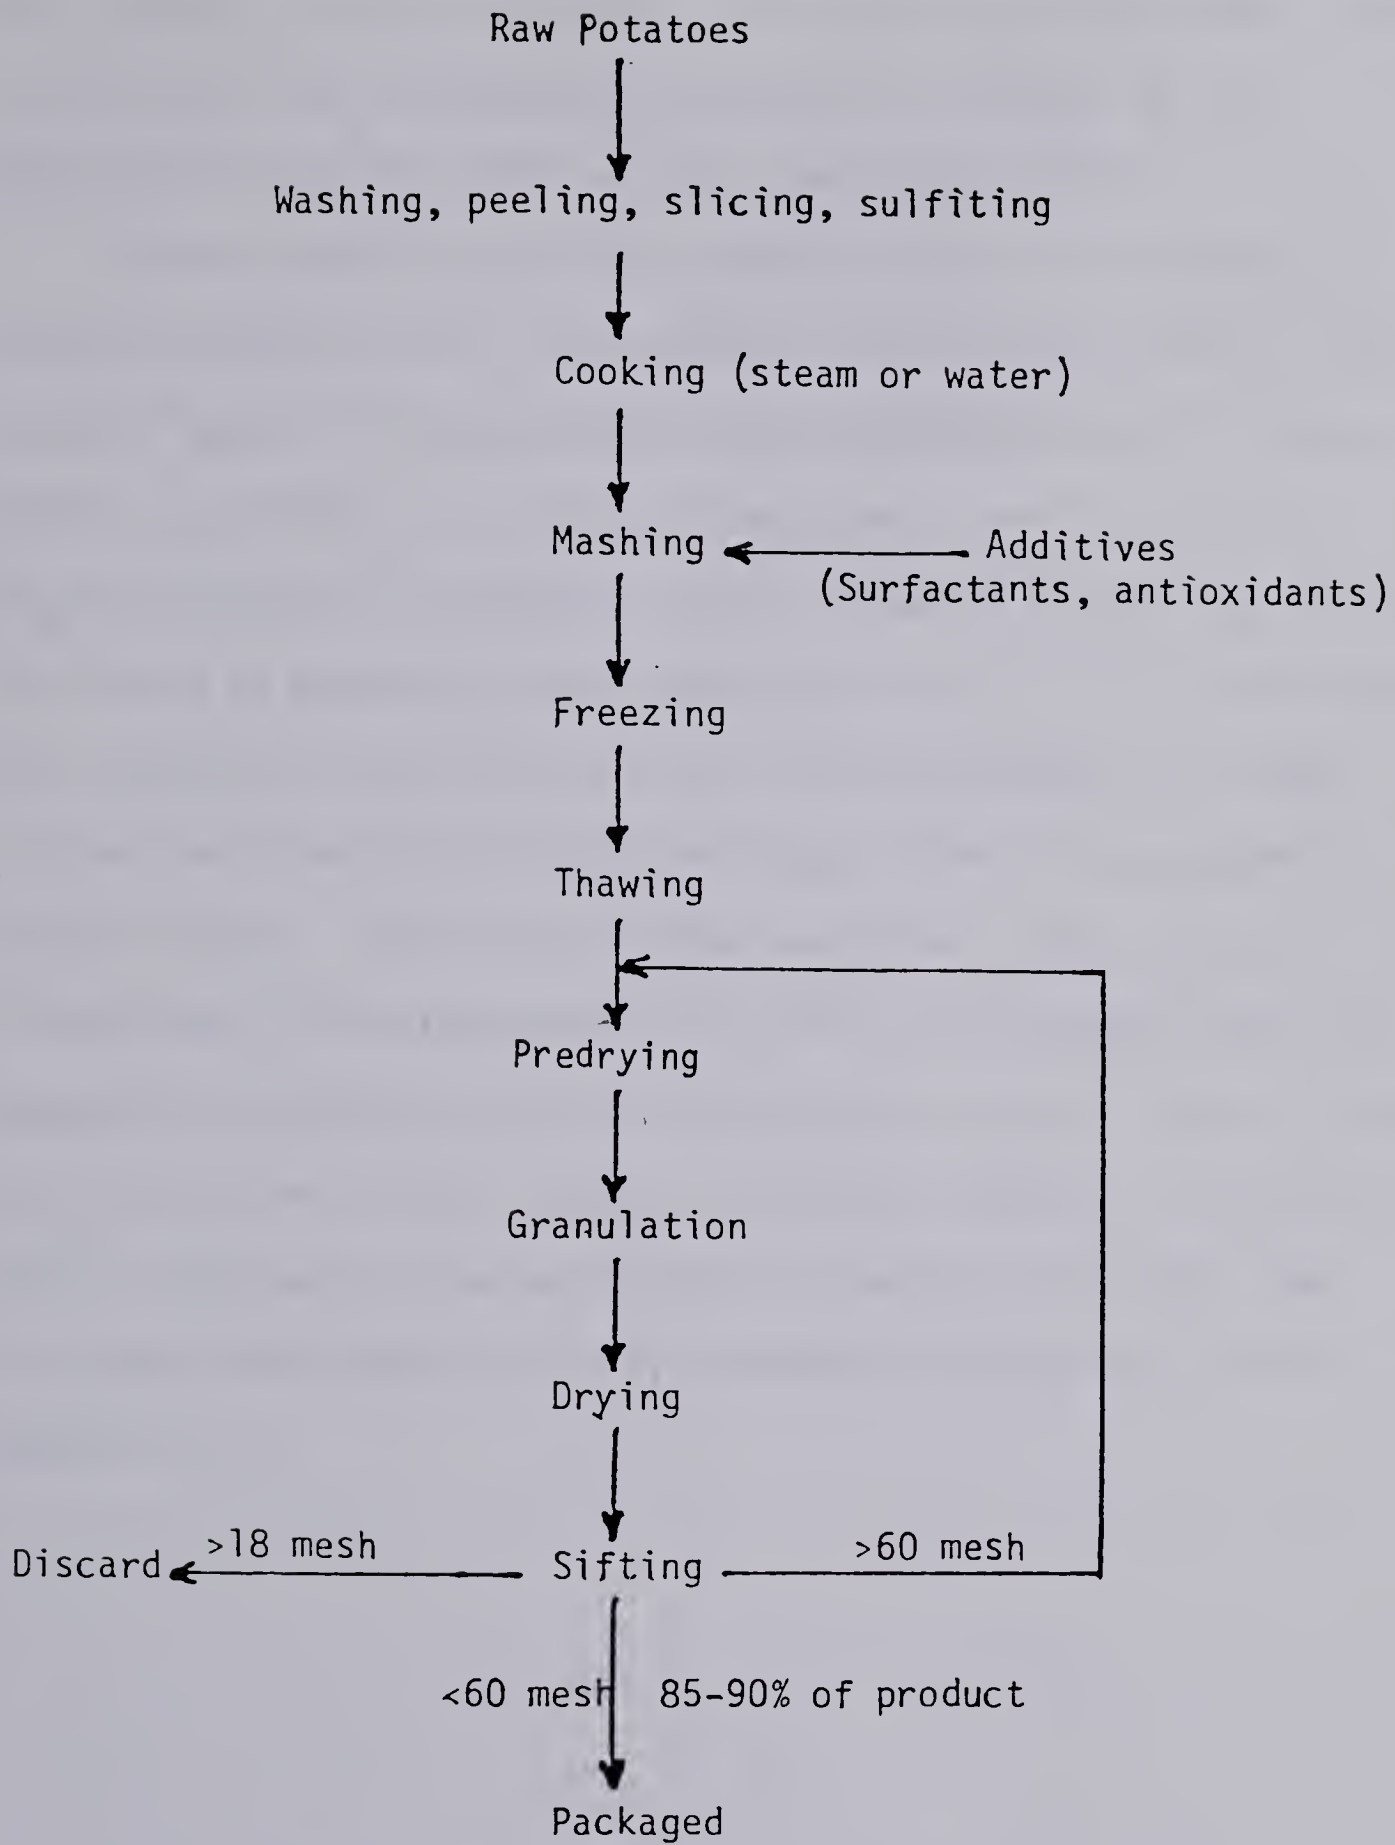 Raw Potatoes
Washing, peeling, slicing, sulfiting
Cooking (steam or water)
Mashing
Additives
(Surfactants, antioxidants)
Freezing
Thawing
Predrying
Granulation
Drying
Discard
>18 mesh
Sifting
>60 mesh
<60 mesh
85-90% of product
Packaged